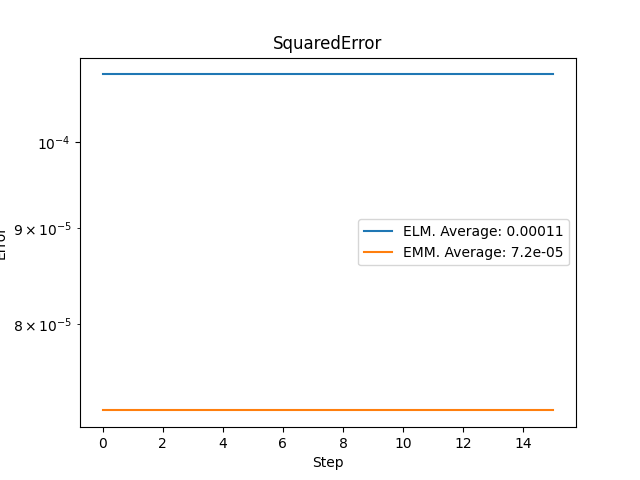 SquaredError
10⁻⁴
9 × 10⁻⁵
8 × 10⁻⁵
Error
ELM. Average: 0.00011
EMM. Average: 7.2e-05
0 2 4 6 8 10 12 14
Step